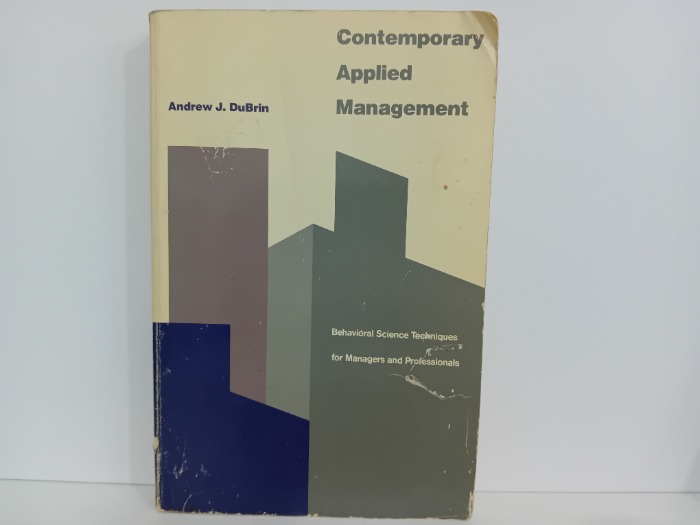 Contemporary
Applied
Management
Andrew J. DuBrin
Behavioral Science Techniques
for Managers and Professionals